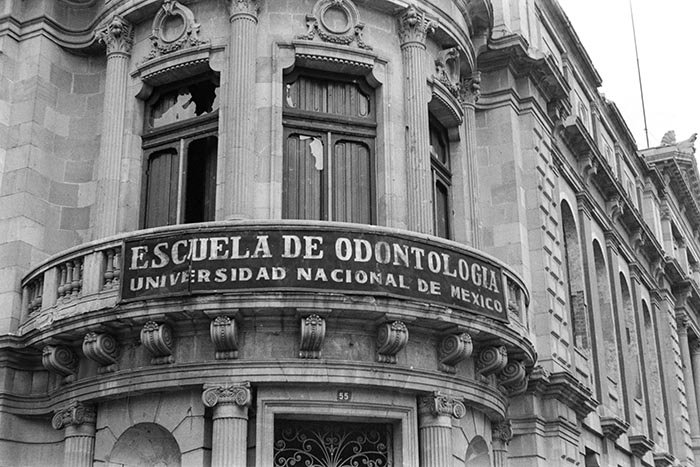 ESCUELA DE ODONTOLOGIA
UNIVERSIDAD NACIONAL DE MEXICO
55